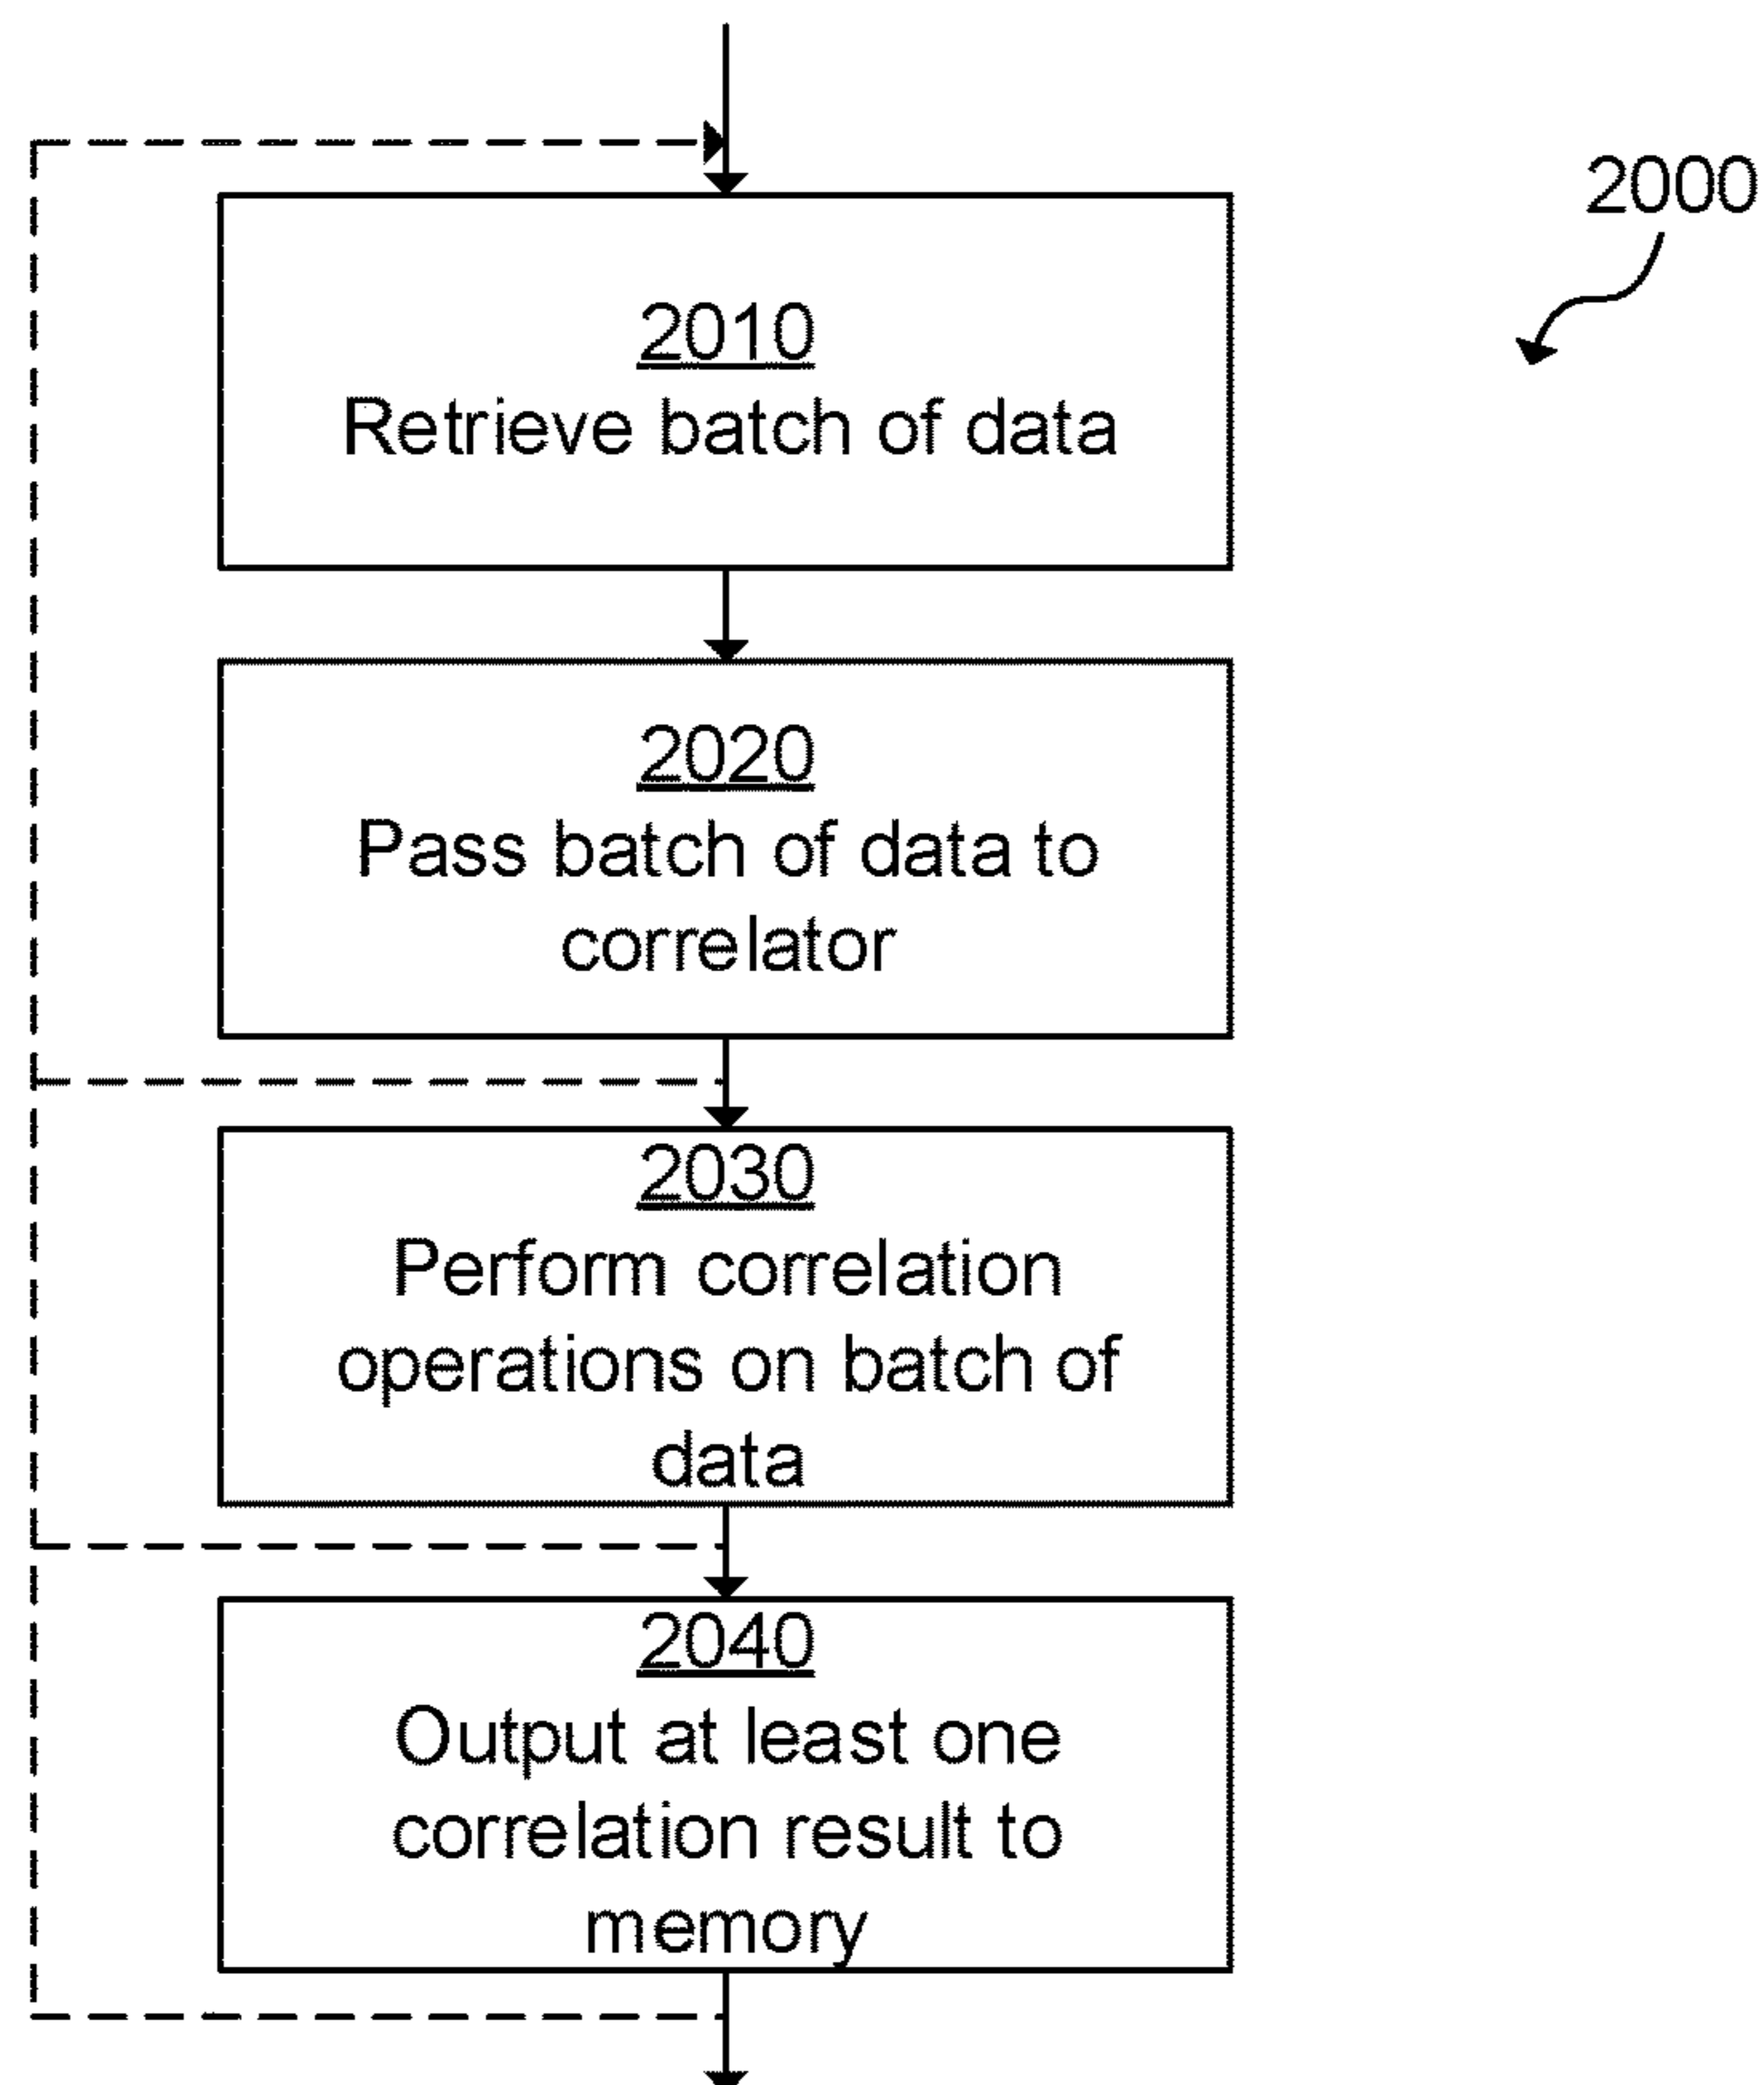 2000
2010
Retrieve batch of data
2020
Pass batch of data to
correlator
2030
Perform correlation
operations on batch of
data
2040
Output at least one
correlation result to
memory